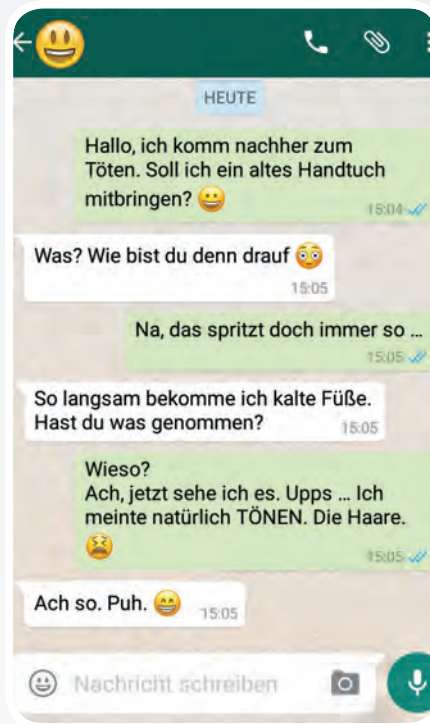 HEUTE
Hallo, ich komm nachher zum
Töten. Soll ich ein altes Handtuch
mitbringen? 😀
15:04
Was? Wie bist du denn drauf 😳
15:05
Na, das spritzt doch immer so ...
15:05
So langsam bekomme ich kalte Füße.
Hast du was genommen?
15:05
Wieso?
Ach, jetzt sehe ich es. Upps ... Ich
meinte natürlich TÖNEN. Die Haare.
😫
15:05
Ach so. Puh. 😁
15:05
Nachricht schreiben